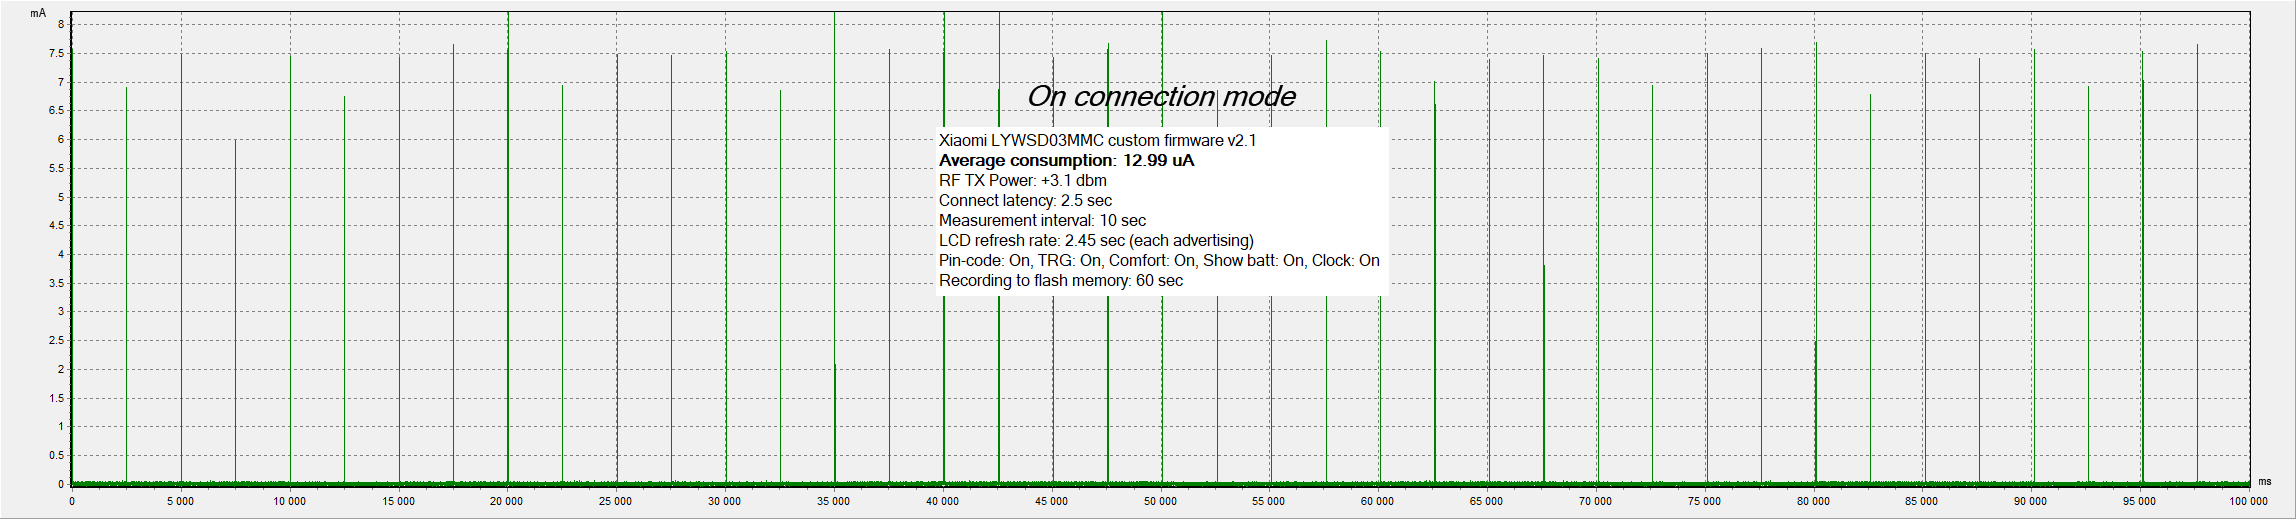 mA
8
7.5
7
6.5
6
5.5
5
4.5
4
3.5
3
2.5
2
1.5
1
0.5
0
On connection mode
Xiaomi LYWSD03MMC custom firmware v2.1
Average consumption: 12.99 uA
RF TX Power: +3.1 dbm
Connect latency: 2.5 sec
Measurement interval: 10 sec
LCD refresh rate: 2.45 sec (each advertising)
Pin-code: On, TRG: On, Comfort: On, Show batt: On, Clock: On
Recording to flash memory: 60 sec
0 5 000 10 000 15 000 20 000 25 000 30 000 35 000 40 000 45 000 50 000 55 000 60 000 65 000 70 000 75 000 80 000 85 000 90 000 95 000 100 000 ms